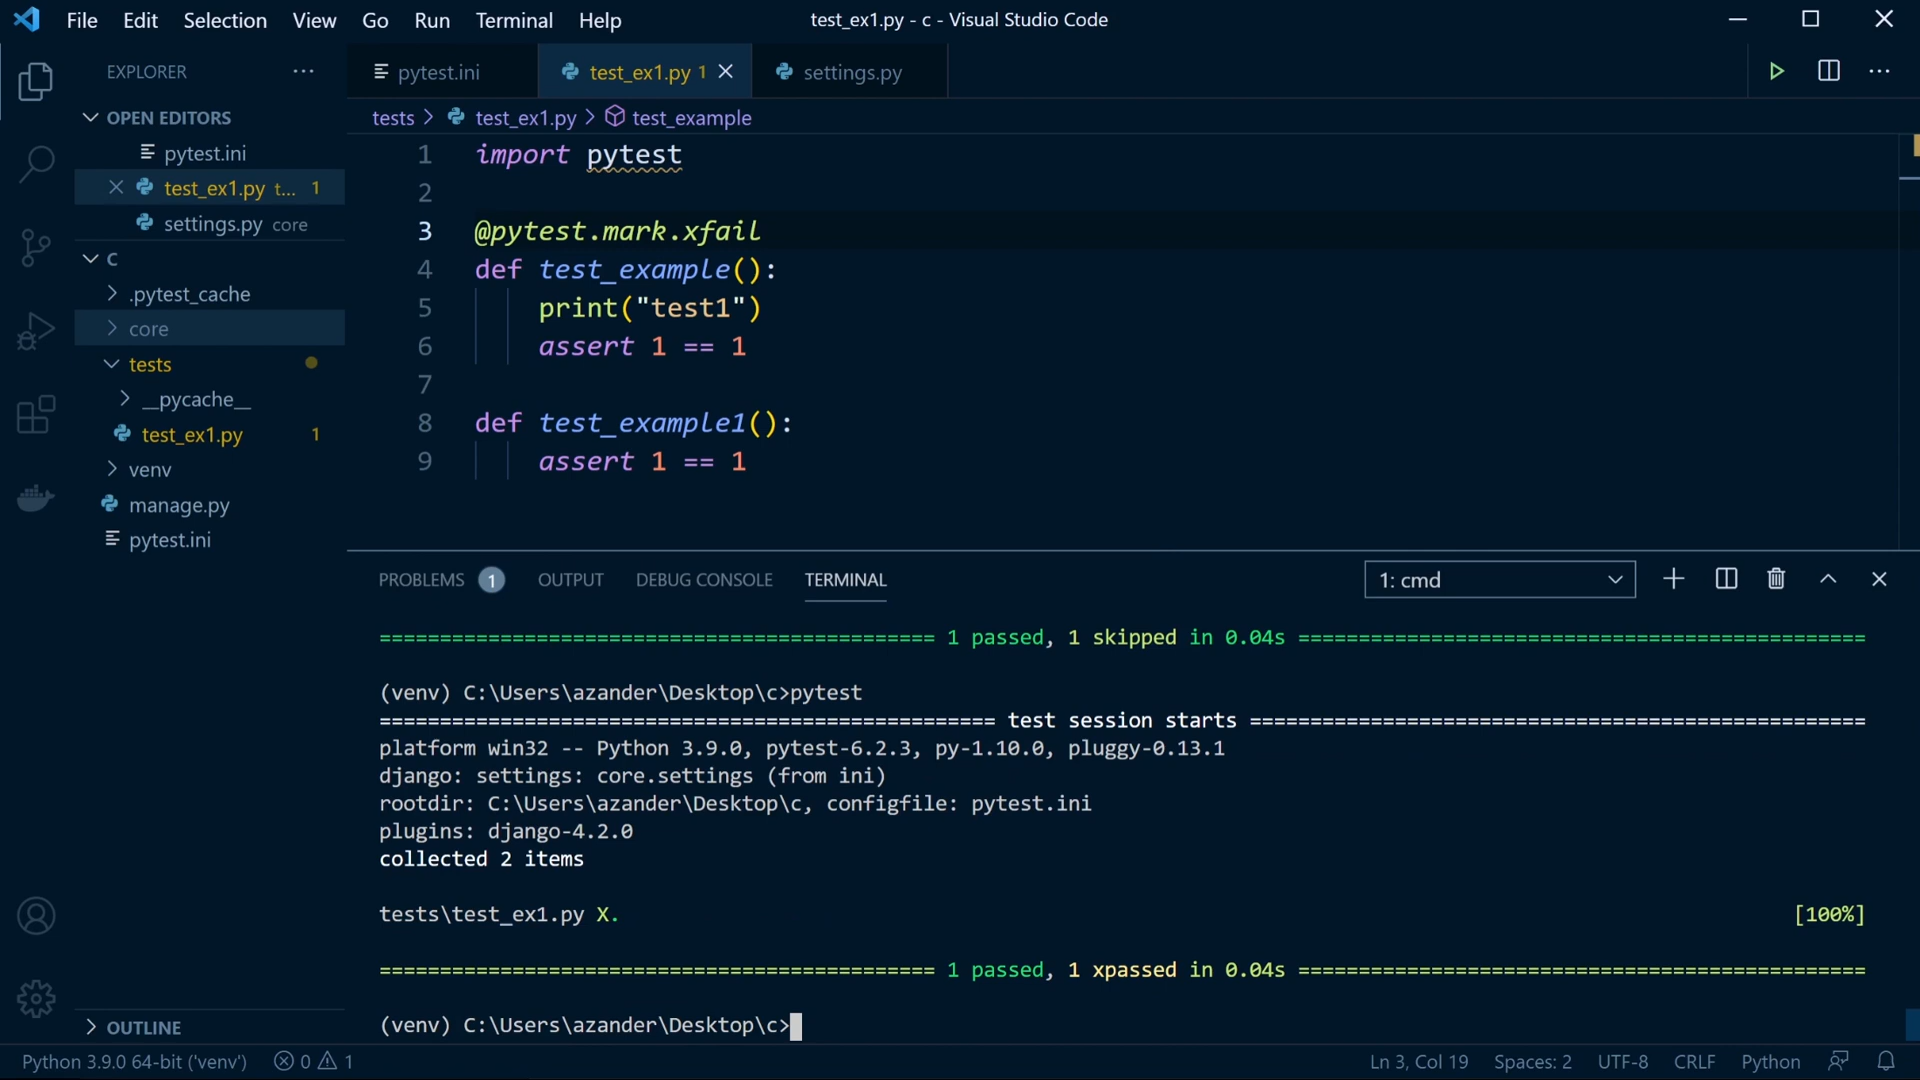 File Edit Selection View Go Run Terminal Help test_ex1.py - c - Visual Studio Code
EXPLORER
OPEN EDITORS
pytest.ini
test_ex1.py t... 1
settings.py core
C
.pytest_cache
core
tests
__pycache__
test_ex1.py 1
venv
manage.py
pytest.ini
OUTLINE
pytest.ini test_ex1.py 1 settings.py
tests > test_ex1.py > test_example
1 import pytest
2
3 @pytest.mark.xfail
4 def test_example():
5 print("test1")
6 assert 1 == 1
7
8 def test_example1():
9 assert 1 == 1
PROBLEMS 1 OUTPUT DEBUG CONSOLE TERMINAL 1: cmd
============================================== 1 passed, 1 skipped in 0.04s ===============================================
(venv) C:\Users\azander\Desktop\c>pytest
=================================================== test session starts ===================================================
platform win32 -- Python 3.9.0, pytest-6.2.3, py-1.10.0, pluggy-0.13.1
django: settings: core.settings (from ini)
rootdir: C:\Users\azander\Desktop\c, configfile: pytest.ini
plugins: django-4.2.0
collected 2 items
tests\test_ex1.py X. [100%]
============================================== 1 passed, 1 xpassed in 0.04s ===============================================
(venv) C:\Users\azander\Desktop\c>
Python 3.9.0 64-bit ('venv') 0 1 Ln 3, Col 19 Spaces: 2 UTF-8 CRLF Python